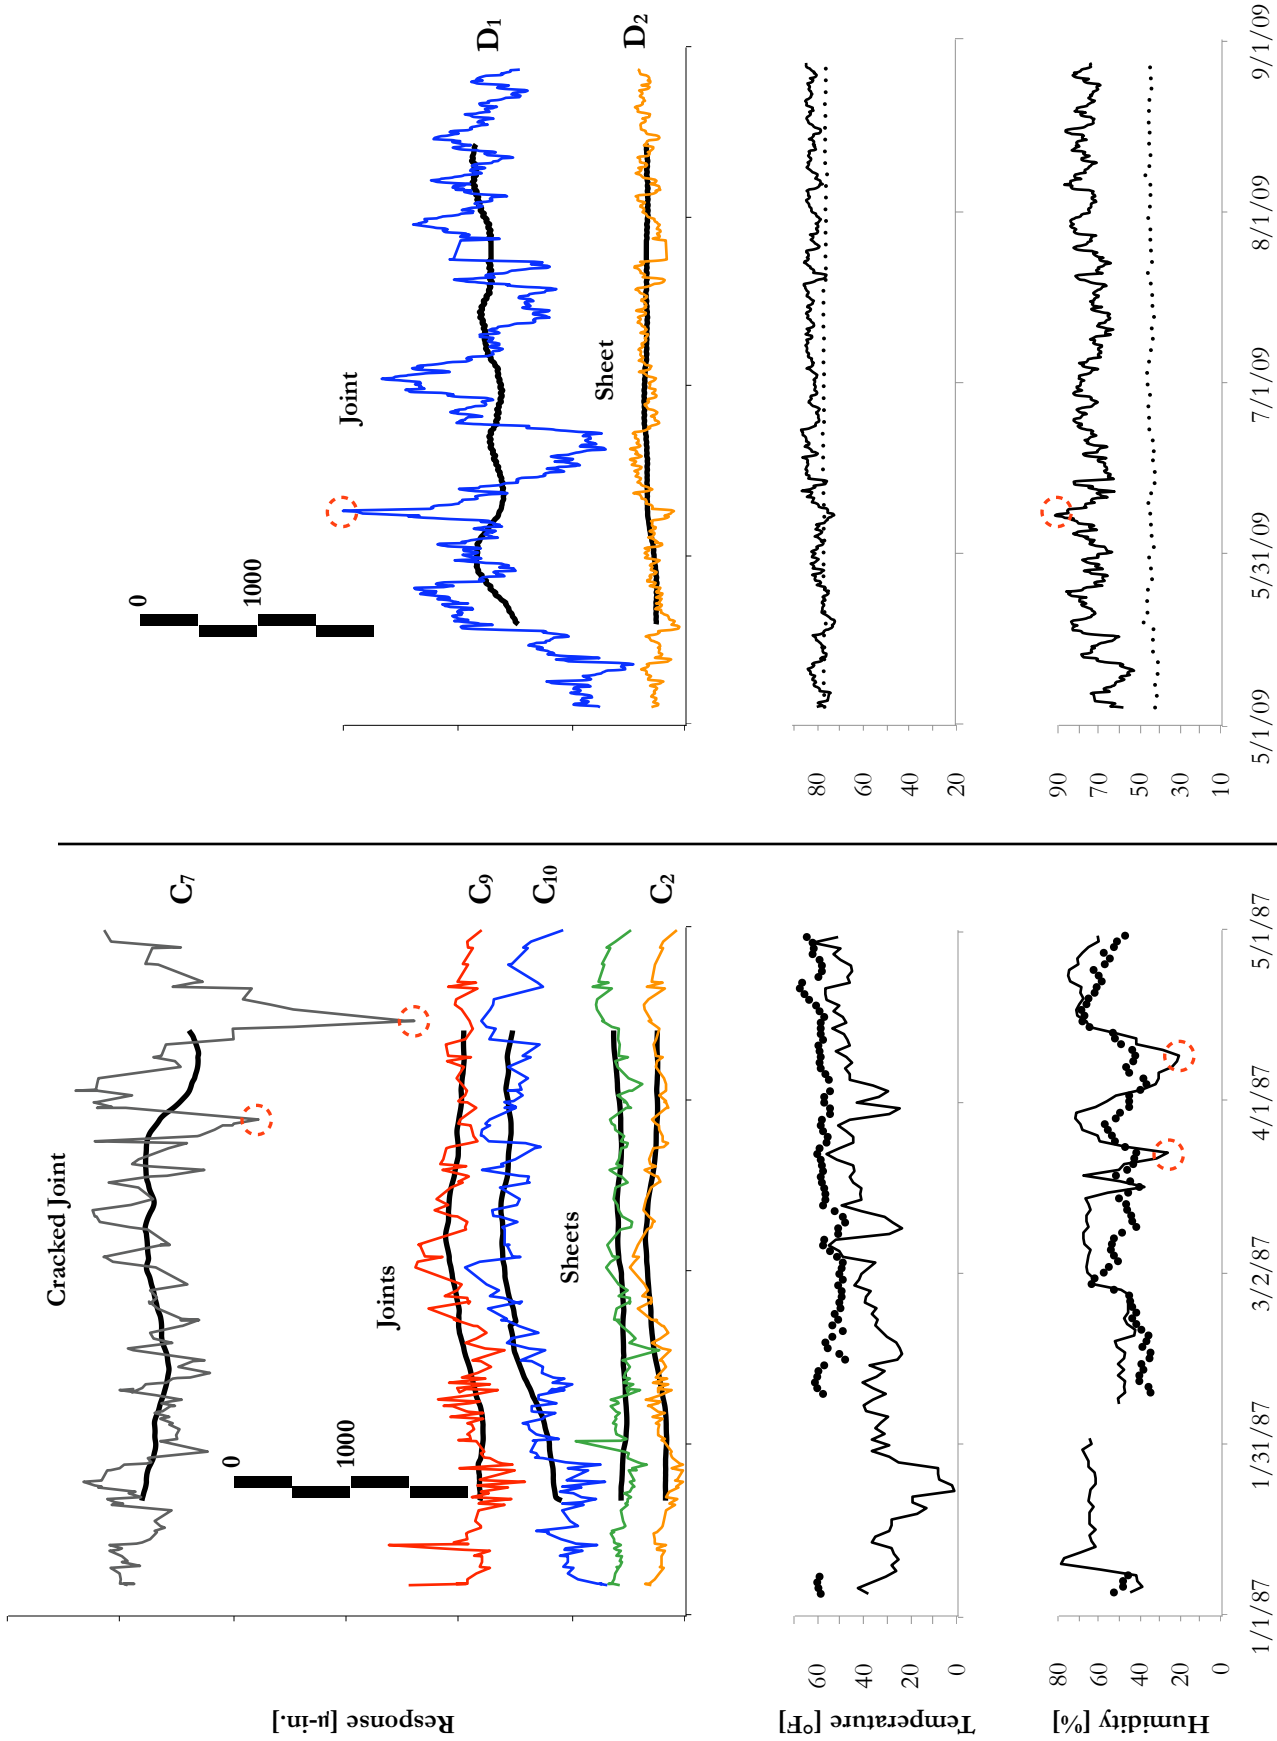 Response [μ-in.]
Cracked Joint
C7
0
1000
Joints
C9
C10
Sheets
C2
0
1000
Joint
D1
Sheet
D2
Temperature [°F]
60
40
20
0
80
60
40
20
Humidity [%]
80
60
40
20
0
90
70
50
30
10
1/1/87
1/31/87
3/2/87
4/1/87
5/1/87
5/1/09
5/31/09
7/1/09
8/1/09
9/1/09